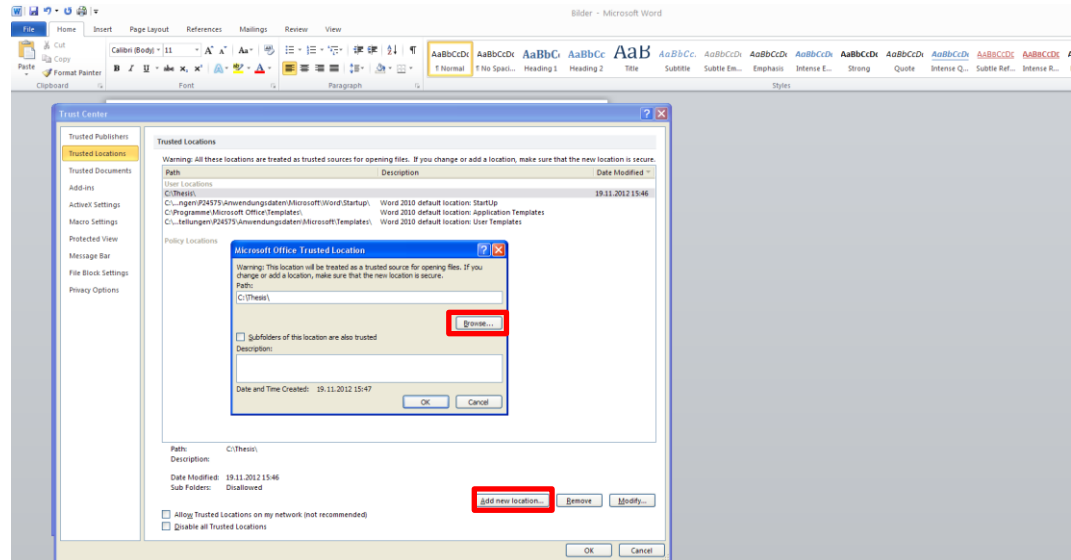 Bilder - Microsoft Word
File Home Insert Page Layout References Mailings Review View
Paste
Cut
Copy
Format Painter
Calibri (Body) 11
AaBbCcDc AaBbCcDc AaBbC AaBbCc AaB AaBbCc. AaBbCcDc AaBbCcDc AaBbCcDc AaBbCcDc AaBbCcDc AaBbCcDc AaBbCcDc AaBbCcDc
¶ Normal ¶ No Spaci... Heading 1 Heading 2 Title Subtitle Subtle Em... Emphasis Intense E... Strong Quote Intense Q... Subtle Ref... Intense R...
Clipboard Font Paragraph Styles
Trust Center
Trusted Publishers
Trusted Locations
Trusted Documents
Add-ins
ActiveX Settings
Macro Settings
Protected View
Message Bar
File Block Settings
Privacy Options
Trusted Locations
Warning: All these locations are treated as trusted sources for opening files. If you change or add a location, make sure that the new location is secure.
Path Description Date Modified
User Locations
C:\Thesis\ 19.11.2012 15:46
C:\...ngen\P24575\Anwendungsdaten\Microsoft\Word\Startup\ Word 2010 default location: StartUp
C:\Programme\Microsoft Office\Templates\ Word 2010 default location: Application Templates
C:\...tellungen\P24575\Anwendungsdaten\Microsoft\Templates\ Word 2010 default location: User Templates
Policy Locations
Microsoft Office Trusted Location
Warning: This location will be treated as a trusted source for opening files. If you
change or add a location, make sure that the new location is secure.
Path:
C:\Thesis\
Browse...
Subfolders of this location are also trusted
Description:
Date and Time Created: 19.11.2012 15:47
OK Cancel
Path: C:\Thesis\
Description:
Date Modified: 19.11.2012 15:46
Sub Folders: Disallowed
Add new location... Remove Modify...
Allow Trusted Locations on my network (not recommended)
Disable all Trusted Locations
OK Cancel